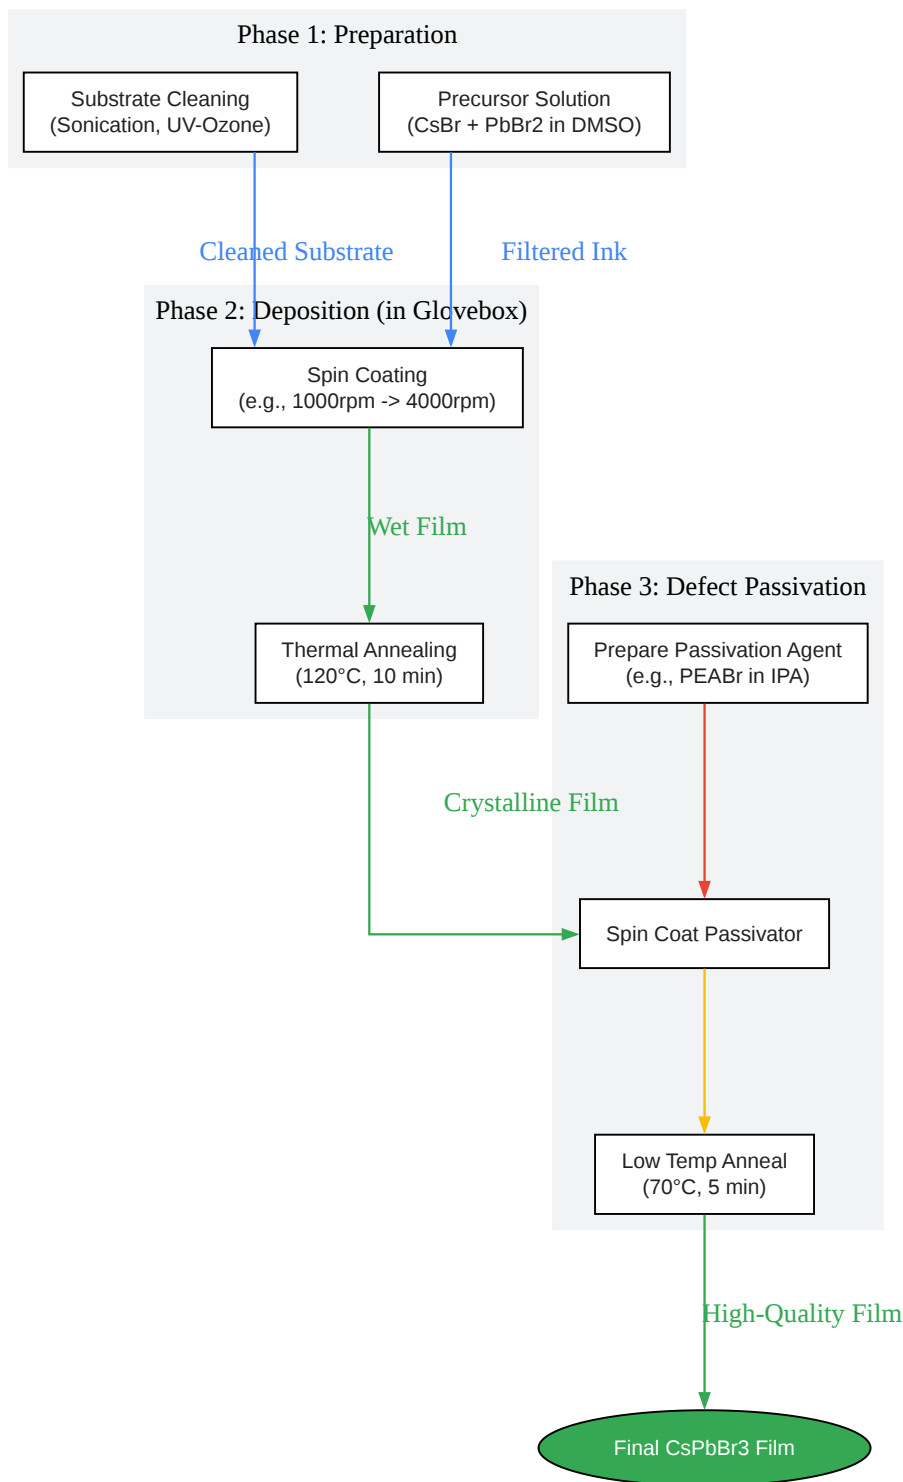 Phase 1: Preparation
Substrate Cleaning
(Sonication, UV-Ozone)
Precursor Solution
(CsBr + PbBr2 in DMSO)
Cleaned Substrate
Filtered Ink
Phase 2: Deposition (in Glovebox)
Spin Coating
(e.g., 1000rpm -> 4000rpm)
Wet Film
Thermal Annealing
(120°C, 10 min)
Phase 3: Defect Passivation
Prepare Passivation Agent
(e.g., PEABr in IPA)
Crystalline Film
Spin Coat Passivator
Low Temp Anneal
(70°C, 5 min)
High-Quality Film
Final CsPbBr3 Film